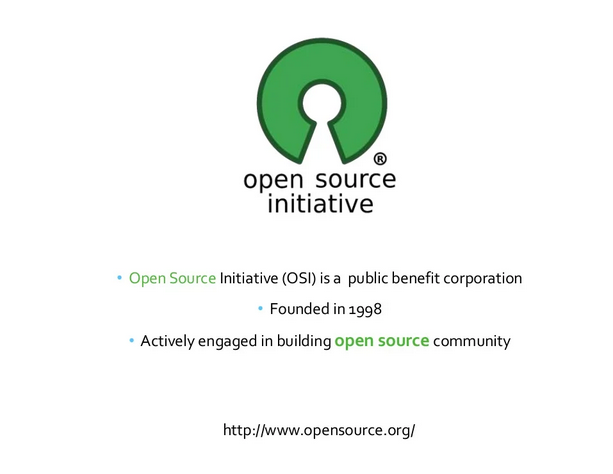 ®
open source
initiative
• Open Source Initiative (OSI) is a public benefit corporation
• Founded in 1998
• Actively engaged in building open source community
http://www.opensource.org/